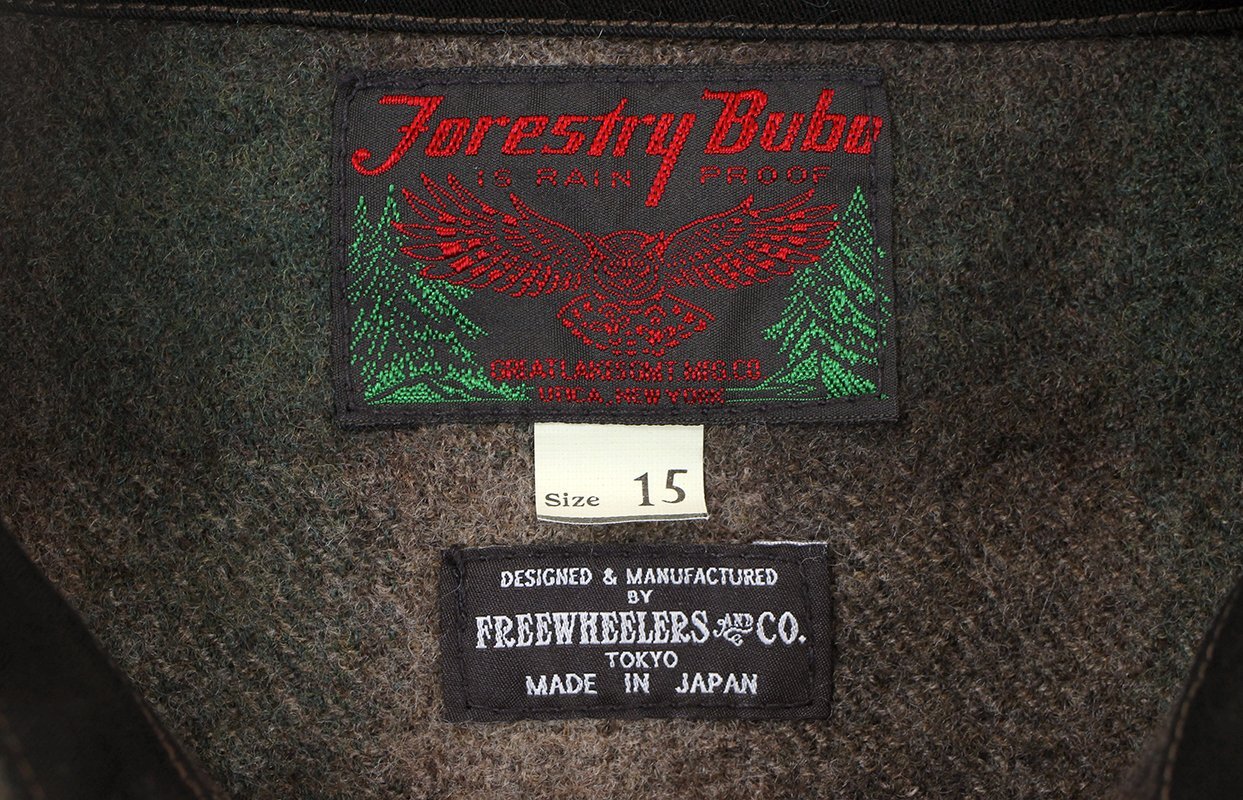 Forestry Bubo
IS RAIN PROOF
GREAT LAKES GMT. MFG. CO
UTICA, NEW YORK
Size 15
DESIGNED & MANUFACTURED
BY
FREEWHEELERS AND CO.
TOKYO
MADE IN JAPAN